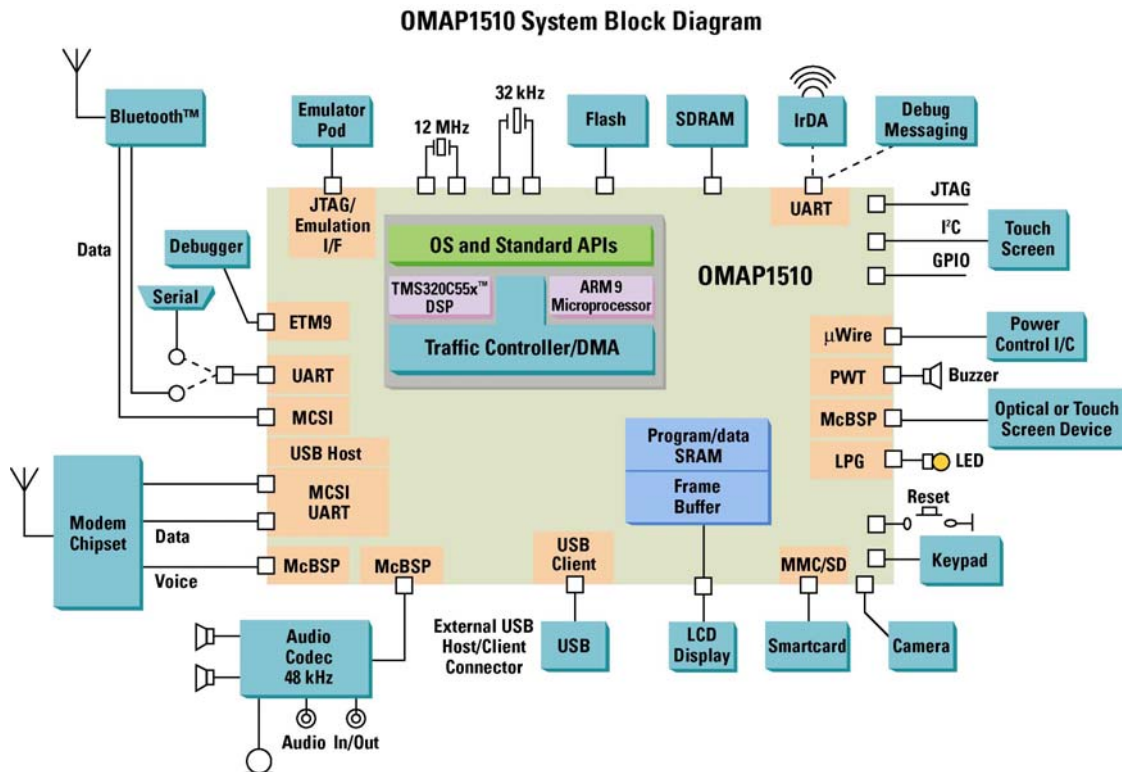 OMAP1510 System Block Diagram
Bluetooth™
Emulator
Pod
12 MHz
32 kHz
Flash
SDRAM
IrDA
Debug
Messaging
JTAG/
Emulation
I/F
UART
JTAG
I²C
GPIO
Touch
Screen
Data
Debugger
Serial
OS and Standard APIs
TMS320C55x™
DSP
ARM 9
Microprocessor
Traffic Controller/DMA
OMAP1510
ETM9
UART
MCSI
USB Host
MCSI
UART
McBSP
McBSP
µWire
PWT
McBSP
LPG
Power
Control I/C
Buzzer
Optical or Touch
Screen Device
LED
Program/data
SRAM
Frame
Buffer
Reset
Keypad
Modem
Chipset
Data
Voice
USB
Client
MMC/SD
Audio
Codec
48 kHz
External USB
Host/Client
Connector
USB
LCD
Display
Smartcard
Camera
Audio
In/Out